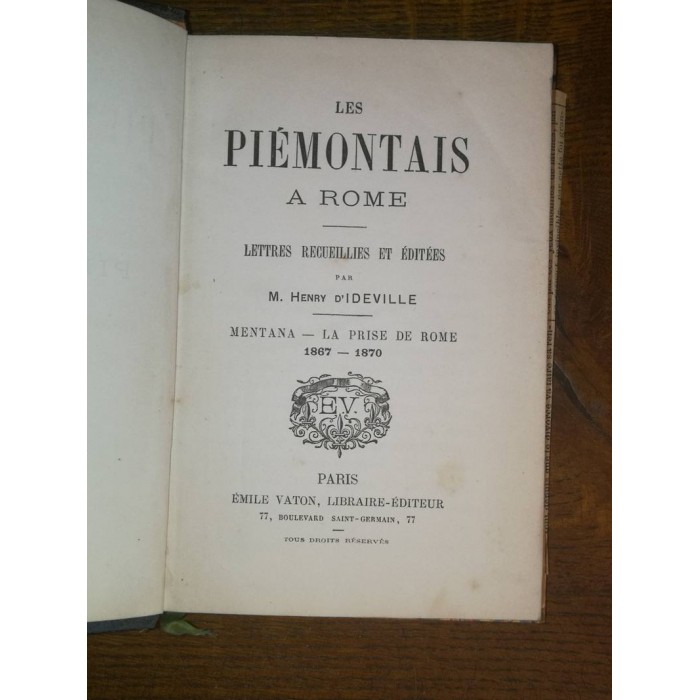 LES
PIÉMONTAIS
A ROME
LETTRES RECUEILLIES ET ÉDITÉES
PAR
M. HENRY D'IDEVILLE
MENTANA — LA PRISE DE ROME
1867 — 1870
É.V.
PARIS
ÉMILE VATON, LIBRAIRE-ÉDITEUR
77, BOULEVARD SAINT-GERMAIN, 77
TOUS DROITS RÉSERVÉS